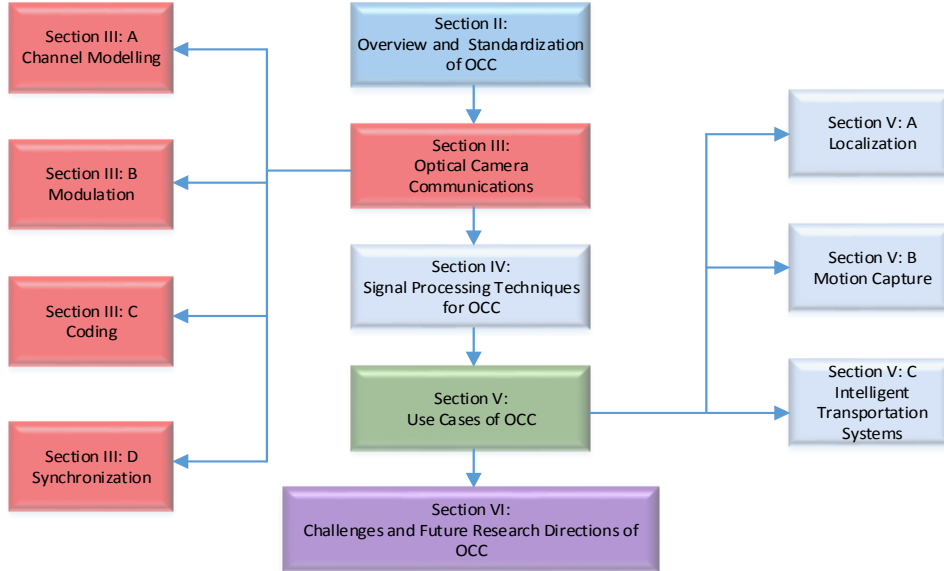 Section II:
Overview and Standardization
of OCC
Section III: A
Channel Modelling
Section III: B
Modulation
Section III: C
Coding
Section III: D
Synchronization
Section III:
Optical Camera
Communications
Section IV:
Signal Processing Techniques
for OCC
Section V:
Use Cases of OCC
Section V: A
Localization
Section V: B
Motion Capture
Section V: C
Intelligent
Transportation
Systems
Section VI:
Challenges and Future Research Directions of
OCC